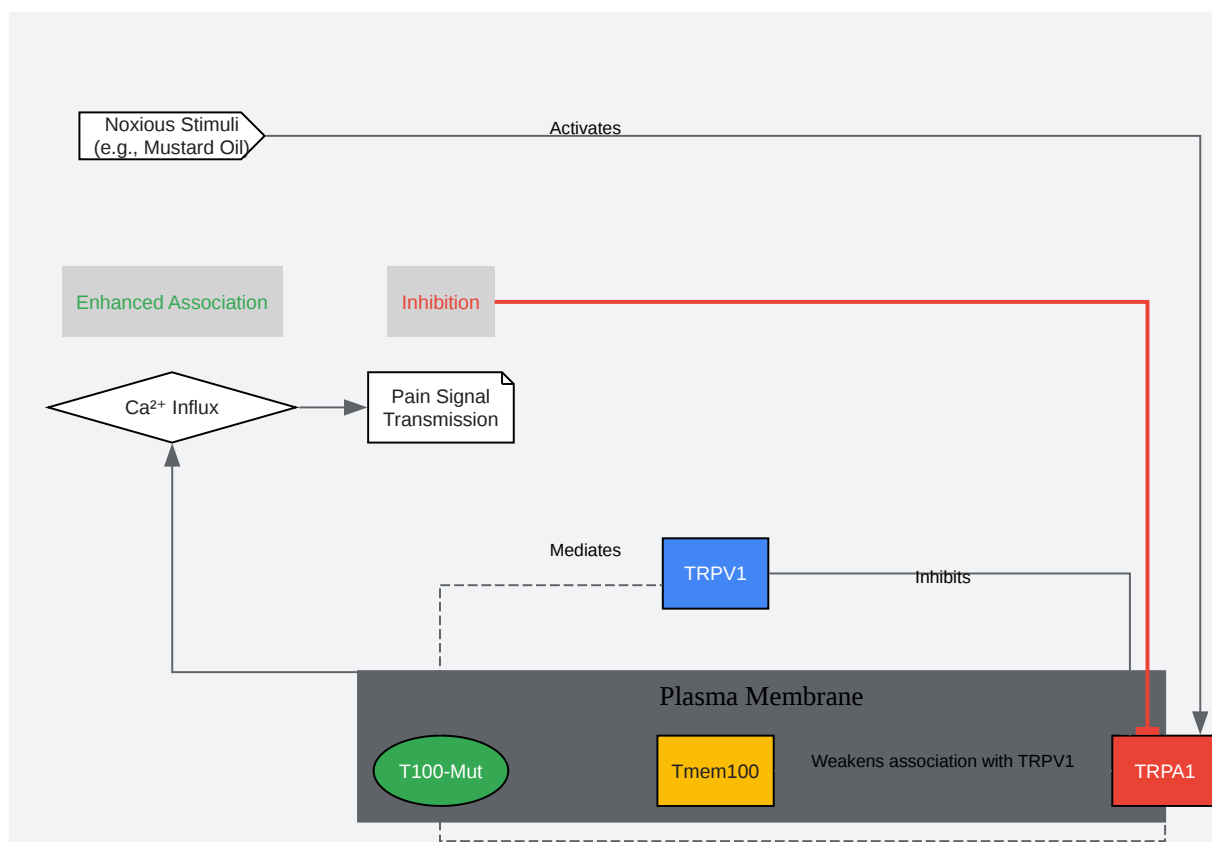 Noxious Stimuli
(e.g., Mustard Oil)
Activates
Enhanced Association
Inhibition
Ca²⁺ Influx
Pain Signal
Transmission
Mediates
TRPV1
Inhibits
Plasma Membrane
T100-Mut
Tmem100
Weakens association with TRPV1
TRPA1